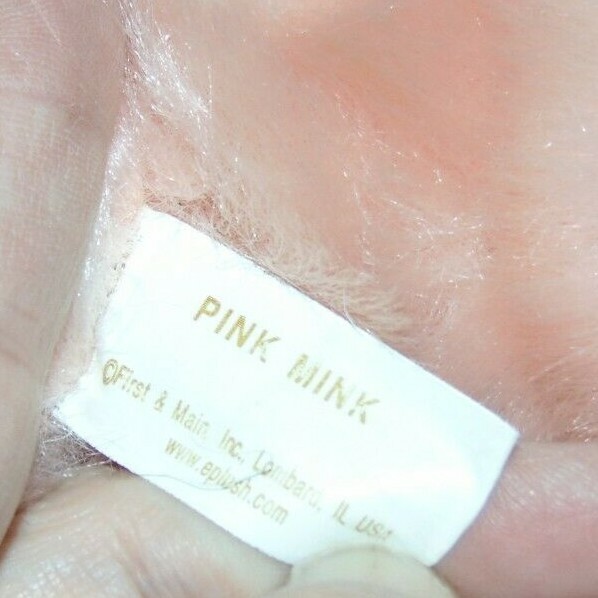 PINK MINK
©First & Main, Inc., Lombard, IL USA
www.eplush.com